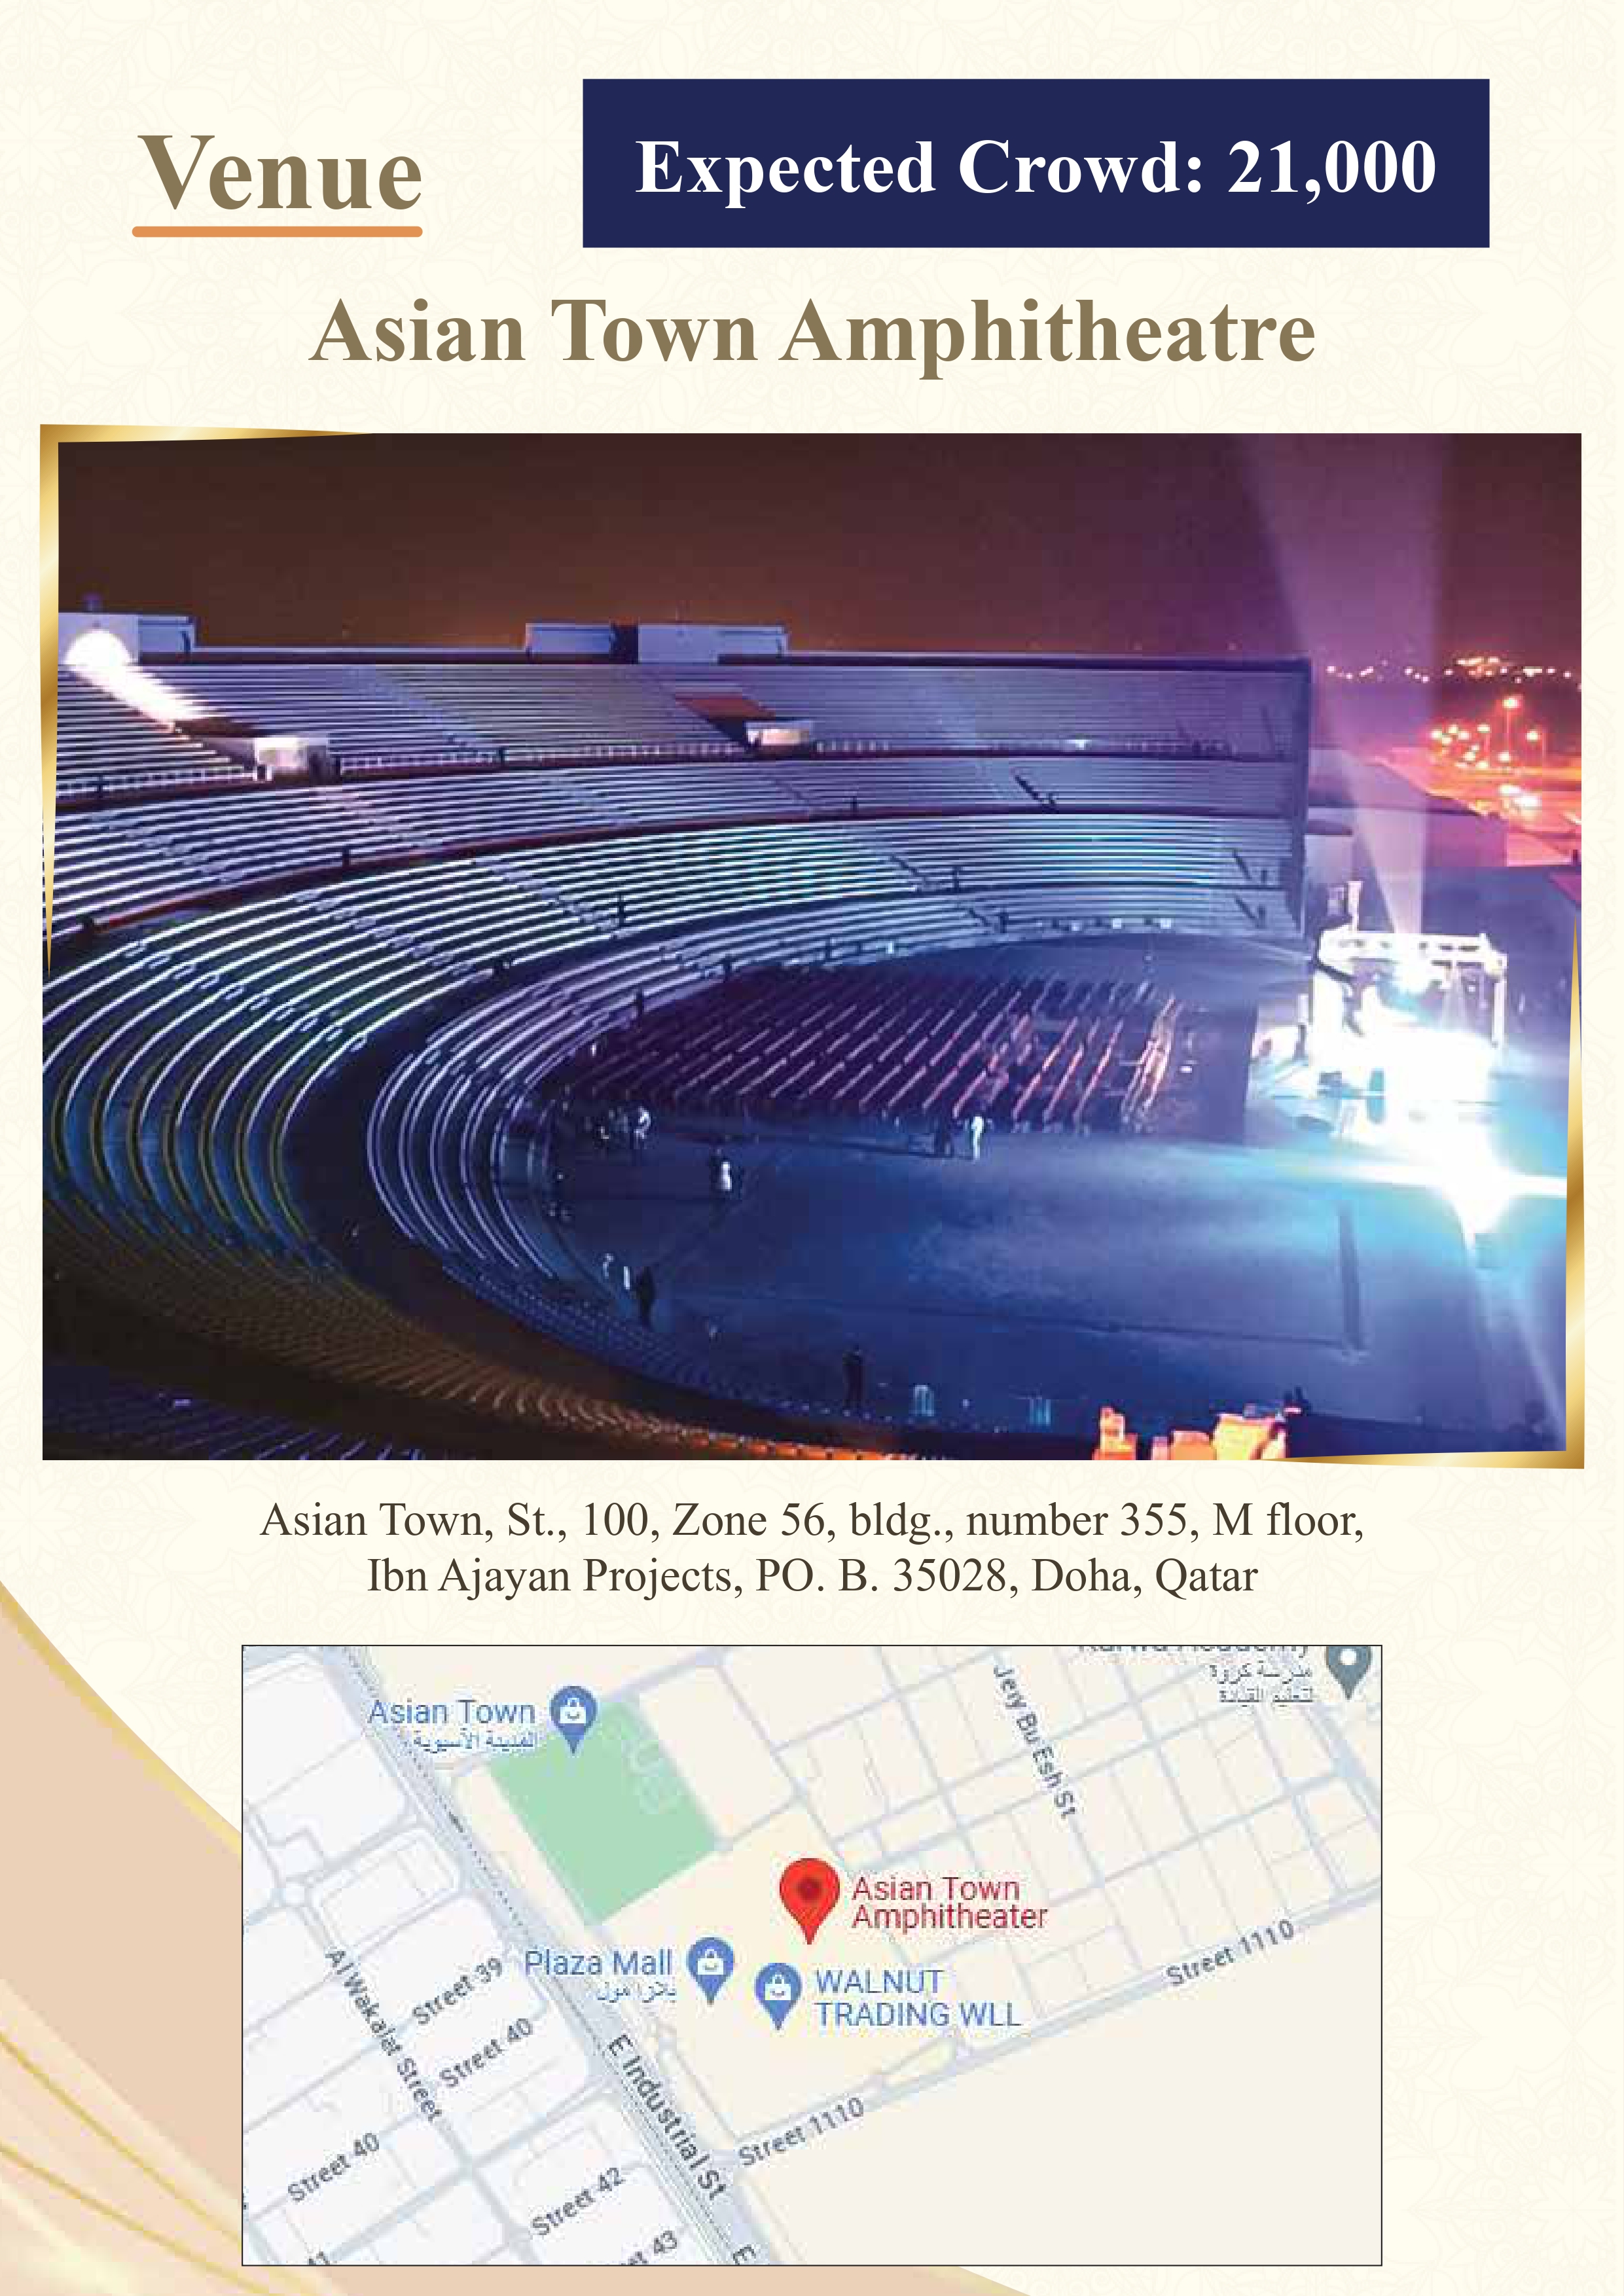 Venue
Expected Crowd: 21,000
Asian Town Amphitheatre
Asian Town, St., 100, Zone 56, bldg., number 355, M floor,
Ibn Ajayan Projects, PO. B. 35028, Doha, Qatar
مدرسة كروة
لتعليم القيادة
Asian Town
المدينة الآسيوية
Jeiy Bu Esh St
Asian Town
Amphitheater
Plaza Mall
بلازا مول
WALNUT
TRADING WLL
Street 1110
Al Wakalat Street
Street 39
Street 40
E Industrial St
Street 1110
Street 40
Street 42
43
E